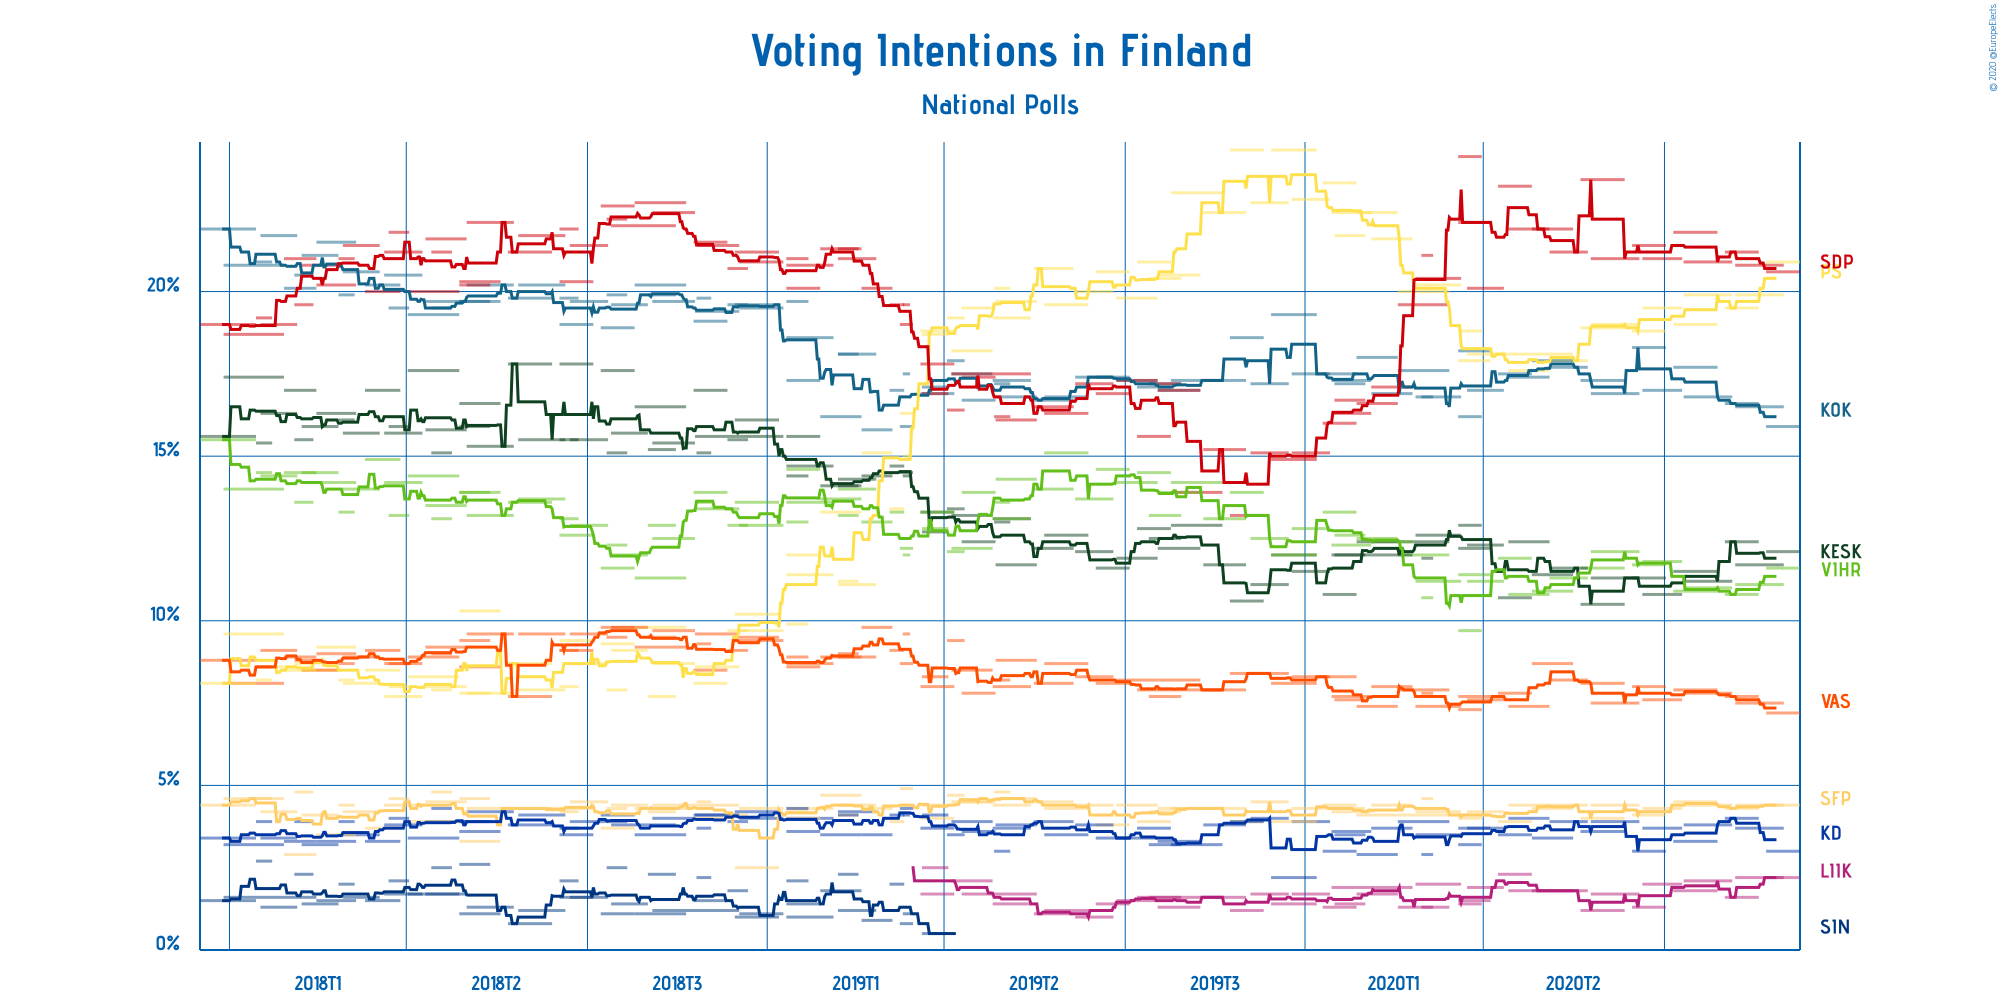 Voting Intentions in Finland
© 2020 @EuropeElects
National Polls
20%
15%
10%
5%
0%
SDP
PS
KOK
KESK
VIHR
VAS
SFP
KD
LIIK
SIN
2018T1
2018T2
2018T3
2019T1
2019T2
2019T3
2020T1
2020T2